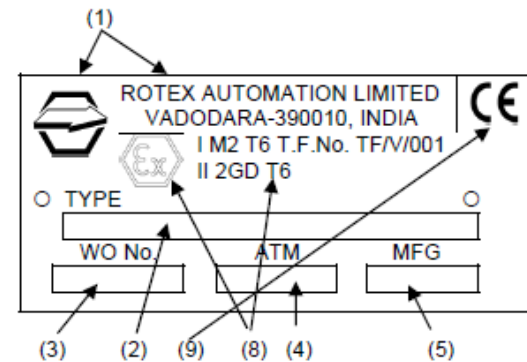 (1)
ROTEX AUTOMATION LIMITED
VADODARA-390010, INDIA
CE
Ex
I M2 T6 T.F.No. TF/V/001
II 2GD T6
TYPE
WO No.
ATM
MFG
(3)
(2)
(9)
(8)
(4)
(5)